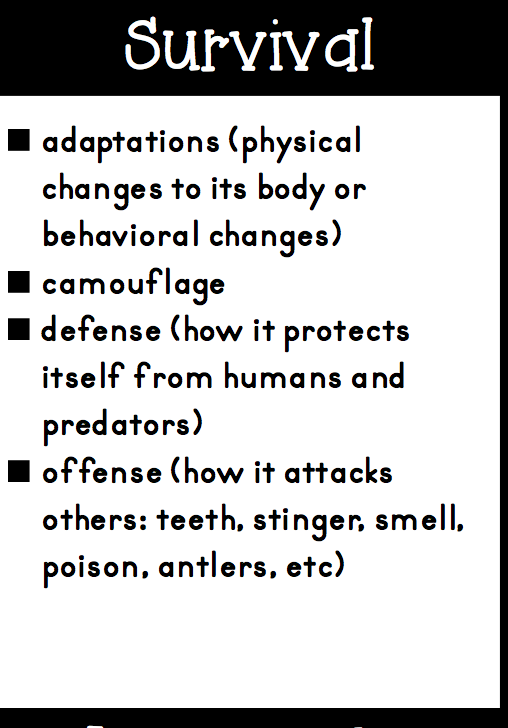 Survival
■ adaptations (physical
changes to its body or
behavioral changes)
■ camouflage
■ defense (how it protects
itself from humans and
predators)
■ offense (how it attacks
others: teeth, stinger, smell,
poison, antlers, etc)